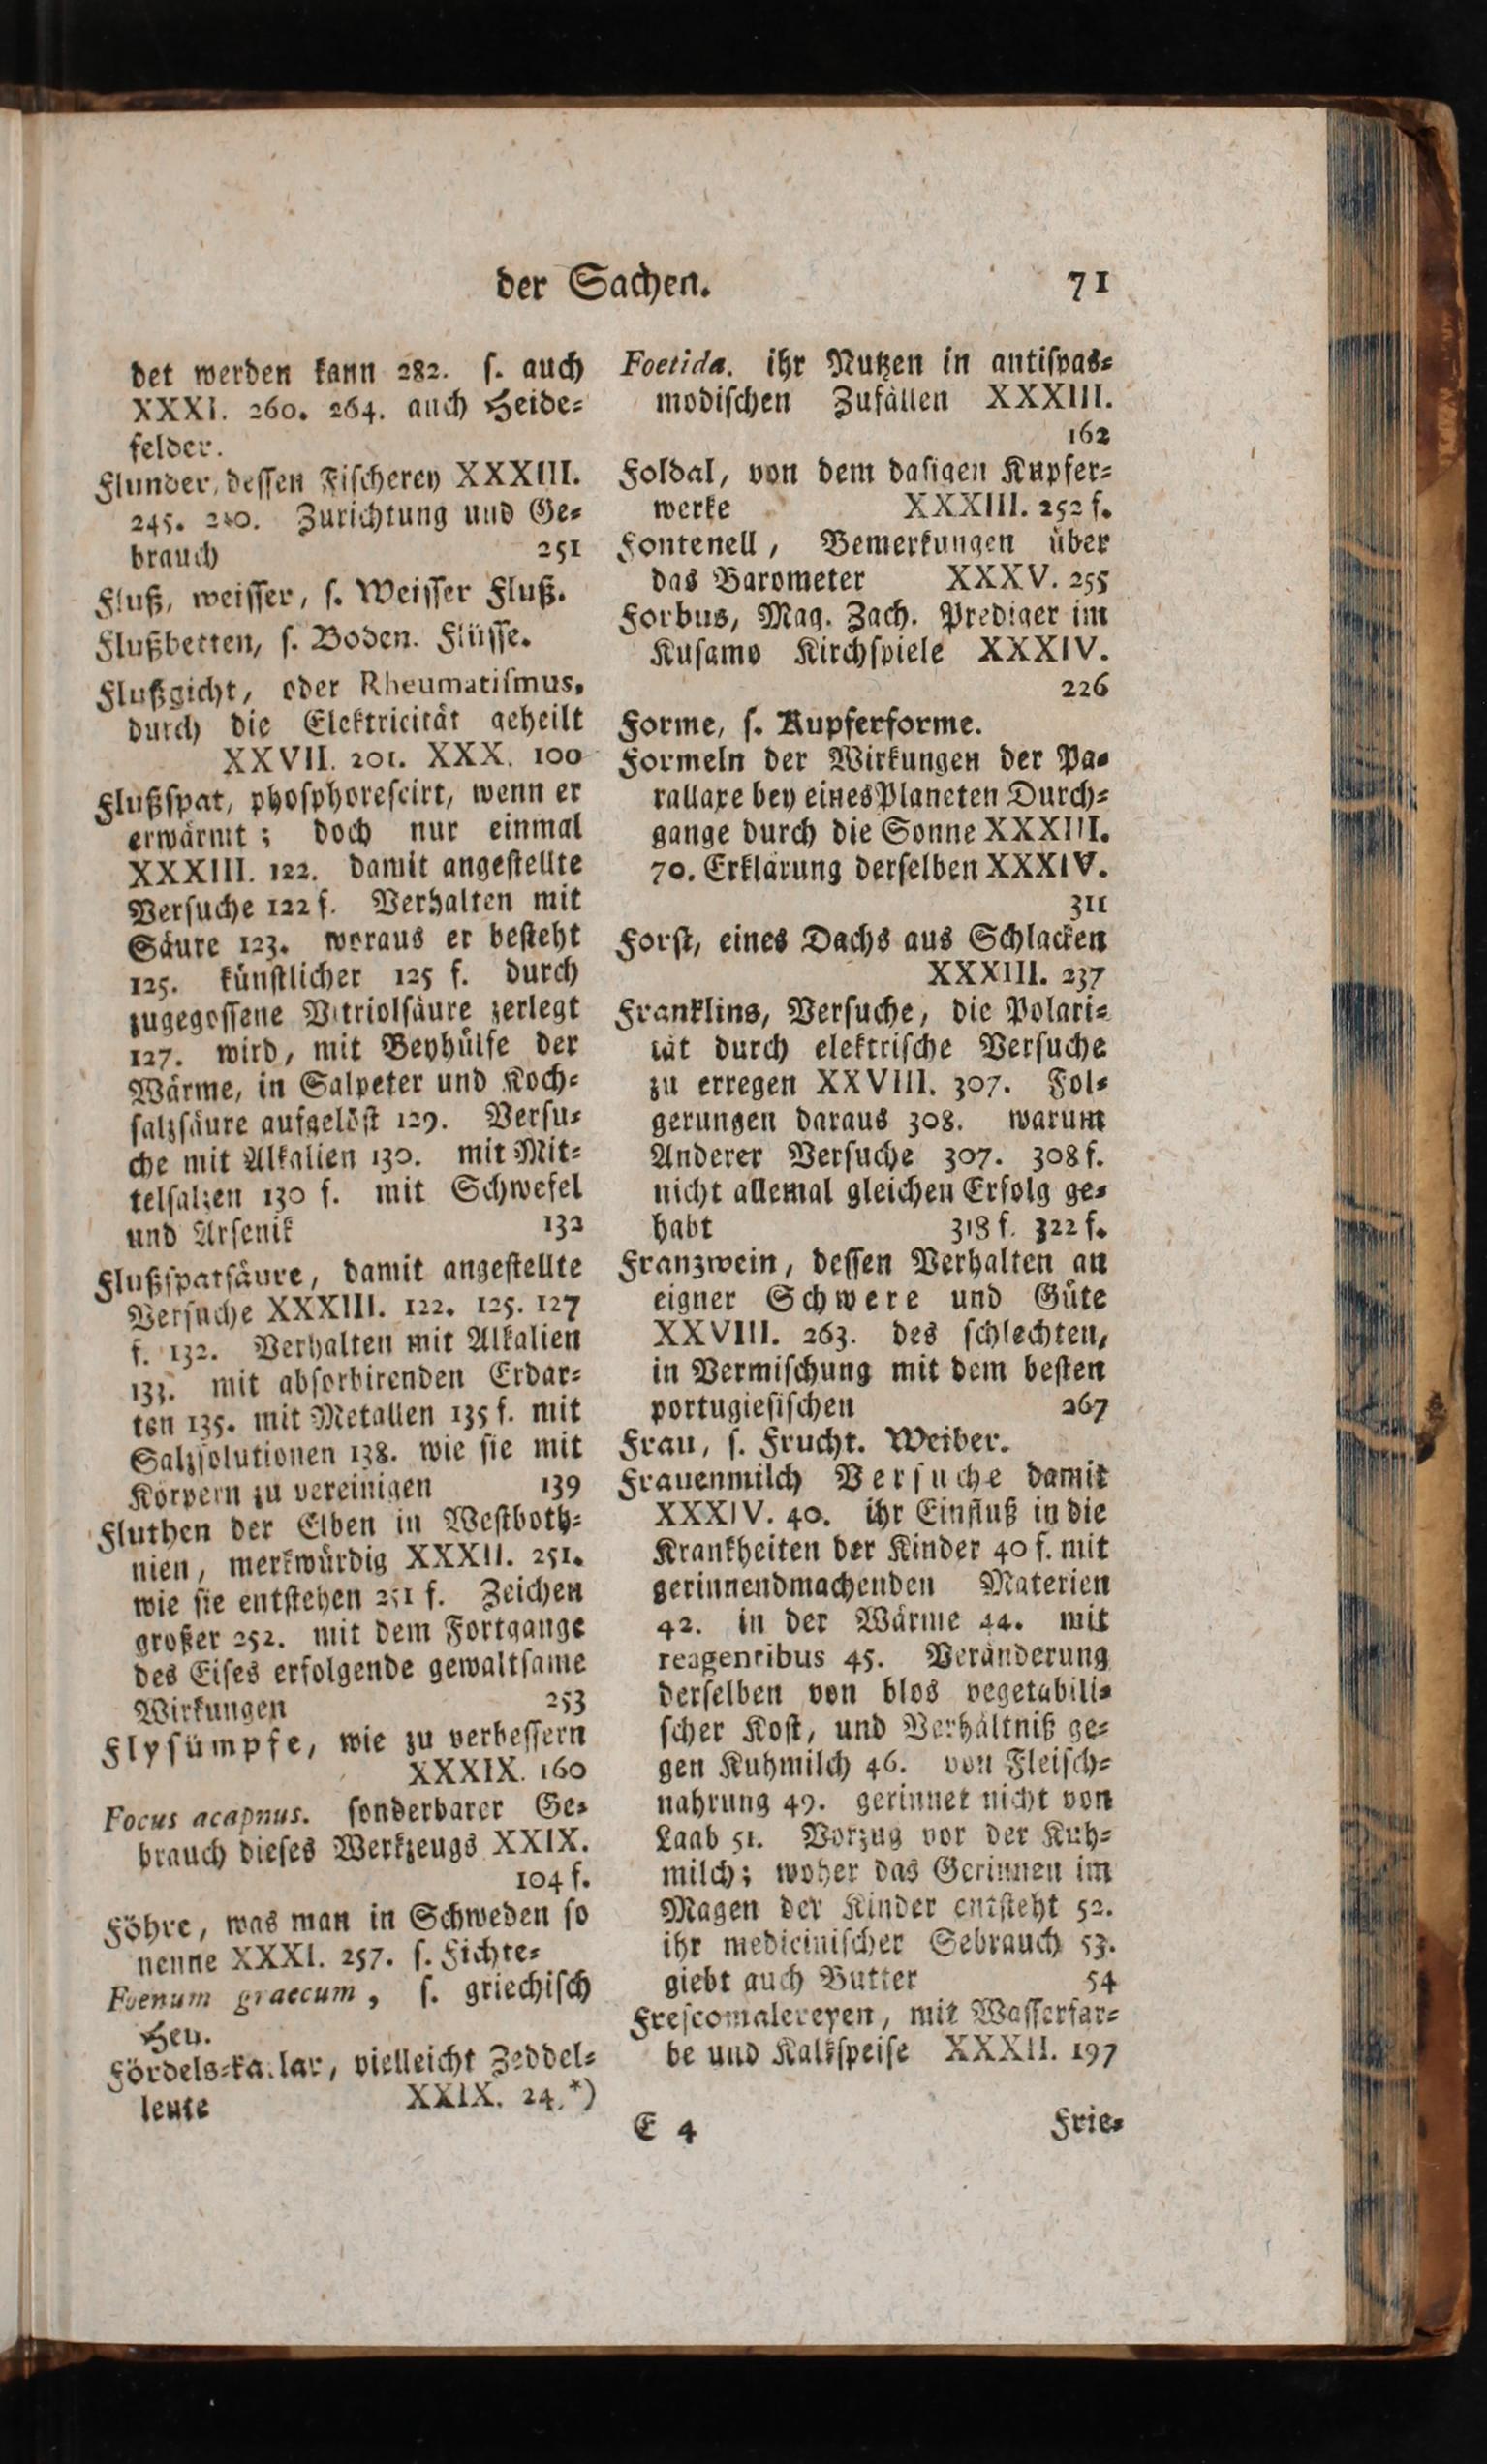 der Sachen. 71
det werden kann 282. ſ. auch
XXXI. 260. 264. auch Heide⸗
felder.
Flunder, deſſen Fiſcherey XXXIII.
245. Zurichtung und Ge⸗
brauch 251
Fluß, weiſſer, ſ. Weiſſer Fluß.
Flußbetten, ſ. Boden. Flüſſe.
Flußgicht, oder Rheumatiſmus,
durch die Elektricität geheilt
XXVII. 201. XXX. 100
Flußſpat, phoſphoreſcirt, wenn er
erwärmt; doch nur einmal
XXXIII. 122. damit angeſtellte
Verſuche 122 f. Verhalten mit
Säure 123. woraus er beſteht
125. künſtlicher 125 f. durch
zugegoſſene Vitriolſäure zerlegt
127. wird, mit Beyhülfe der
Wärme, in Salpeter und Koch⸗
ſalzſäure aufgelöſt 129. Verſu⸗
che mit Alkalien 130. mit Mit⸗
telſalzen 130 f. mit Schwefel
und Arſenik 132
Flußſpatſäure, damit angeſtellte
Verſuche XXXIII. 122. 125. 127
f. 132. Verhalten mit Alkalien
133. mit abſorbirenden Erdar⸗
ten 135. mit Metallen 135 f. mit
Salzſolutionen 138. wie ſie mit
Körpern zu vereinigen 139
Fluthen der Elben in Weſtboth⸗
nien, merkwürdig XXXII. 251.
wie ſie entſtehen 251 f. Zeichen
großer 252. mit dem Fortgange
des Eiſes erfolgende gewaltſame
Wirkungen 253
Flyſümpfe, wie zu verbeſſern
XXXIX. 160
Focus acapnus. ſonderbarer Ge⸗
brauch dieſes Werkzeugs XXIX.
104 f.
Föhre, was man in Schweden ſo
nenne XXXI. 257. ſ. Fichte⸗
Foenum graecum, ſ. griechiſch
Heu.
Fördels⸗ka.lar, vielleicht Zeddel⸗
leute XXIX. 24.*)
Foetida. ihr Nutzen in antiſpas⸗
modiſchen Zufällen XXXIII.
162
Foldal, von dem daſigen Kupfer⸗
werke XXXIII. 252 f.
Fontenell, Bemerkungen über
das Barometer XXXV. 255
Forbus, Mag. Zach. Prediger im
Kuſamo Kirchſpiele XXXIV.
226
Forme, ſ. Kupferforme.
Formeln der Wirkungen der Pa⸗
rallaxe bey eines Planeten Durch⸗
gange durch die Sonne XXXIII.
70. Erklärung derſelben XXXIV.
311
Forſt, eines Dachs aus Schlacken
XXXIII. 237
Franklins, Verſuche, die Polari⸗
tät durch elektriſche Verſuche
zu erregen XXVIII. 307. Fol⸗
gerungen daraus 308. warum
Anderer Verſuche 307. 308 f.
nicht allemal gleichen Erfolg ge⸗
habt 318 f. 322 f.
Franzwein, deſſen Verhalten an
eigner Schwere und Güte
XXVIII. 263. des ſchlechten,
in Vermiſchung mit dem beſten
portugieſiſchen 267
Frau, ſ. Frucht. Weiber.
Frauenmilch Verſuche damit
XXXIV. 40. ihr Einfluß in die
Krankheiten der Kinder 40 f. mit
gerinnendmachenden Materien
42. in der Wärme 44. mit
reagentibus 45. Veränderung
derſelben von blos vegetabili⸗
ſcher Koſt, und Verhältniß ge⸗
gen Kuhmilch 46. von Fleiſch⸗
nahrung 49. gerinnet nicht von
Laab 51. Vorzug vor der Kuh⸗
milch; woher das Gerinnen im
Magen der Kinder entſteht 52.
ihr mediciniſcher Gebrauch 53.
giebt auch Butter 54
Freſcomalereyen, mit Waſſerfar⸗
be und Kalkſpeiſe XXXII. 197
E 4 Frie⸗